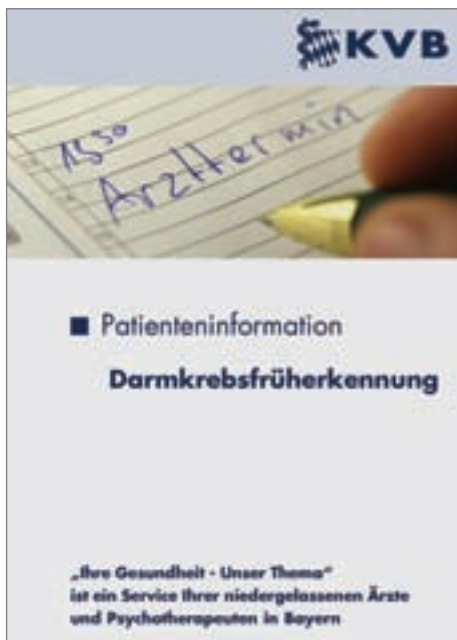 KVB
15³⁰
Arzttermin
Patienteninformation
Darmkrebsfrüherkennung
„Ihre Gesundheit - Unser Thema“
ist ein Service Ihrer niedergelassenen Ärzte
und Psychotherapeuten in Bayern